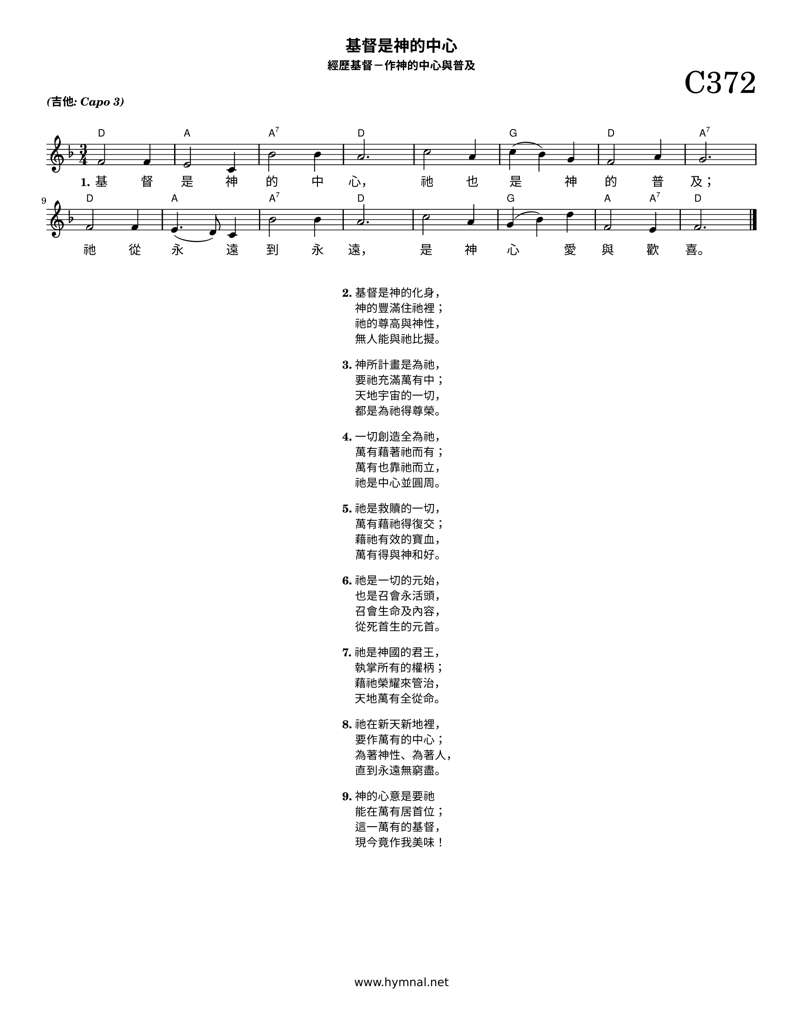 基督是神的中心
經歷基督－作神的中心與普及
C372
(吉他: Capo 3)
D A A7 D G D A7
1. 基 督 是 神 的 中 心， 祂 也 是 神 的 普 及；
9 D A A7 D G A A7 D
祂 從 永 遠 到 永 遠， 是 神 心 愛 與 歡 喜。
2. 基督是神的化身，
神的豐滿住祂裡；
祂的尊高與神性，
無人能與祂比擬。
3. 神所計畫是為祂，
要祂充滿萬有中；
天地宇宙的一切，
都是為祂得尊榮。
4. 一切創造全為祂，
萬有藉著祂而有；
萬有也靠祂而立，
祂是中心並圓周。
5. 祂是救贖的一切，
萬有藉祂得復交；
藉祂有效的寶血，
萬有得與神和好。
6. 祂是一切的元始，
也是召會永活頭，
召會生命及內容，
從死首生的元首。
7. 祂是神國的君王，
執掌所有的權柄；
藉祂榮耀來管治，
天地萬有全從命。
8. 祂在新天新地裡，
要作萬有的中心；
為著神性、為著人，
直到永遠無窮盡。
9. 神的心意是要祂
能在萬有居首位；
這一萬有的基督，
現今竟作我美味！
www.hymnal.net